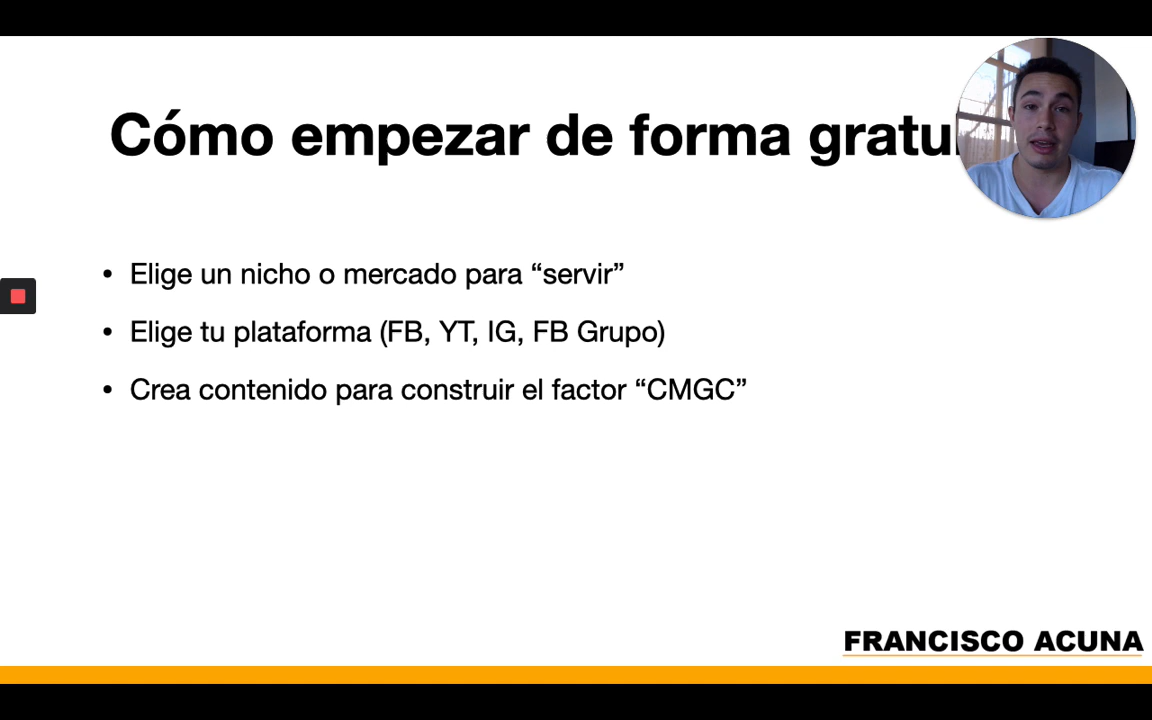 Cómo empezar de forma
• Elige un nicho o mercado para “servir”
• Elige tu plataforma (FB, YT, IG, FB Grupo)
• Crea contenido para construir el factor “CMGC”
FRANCISCO ACUNA